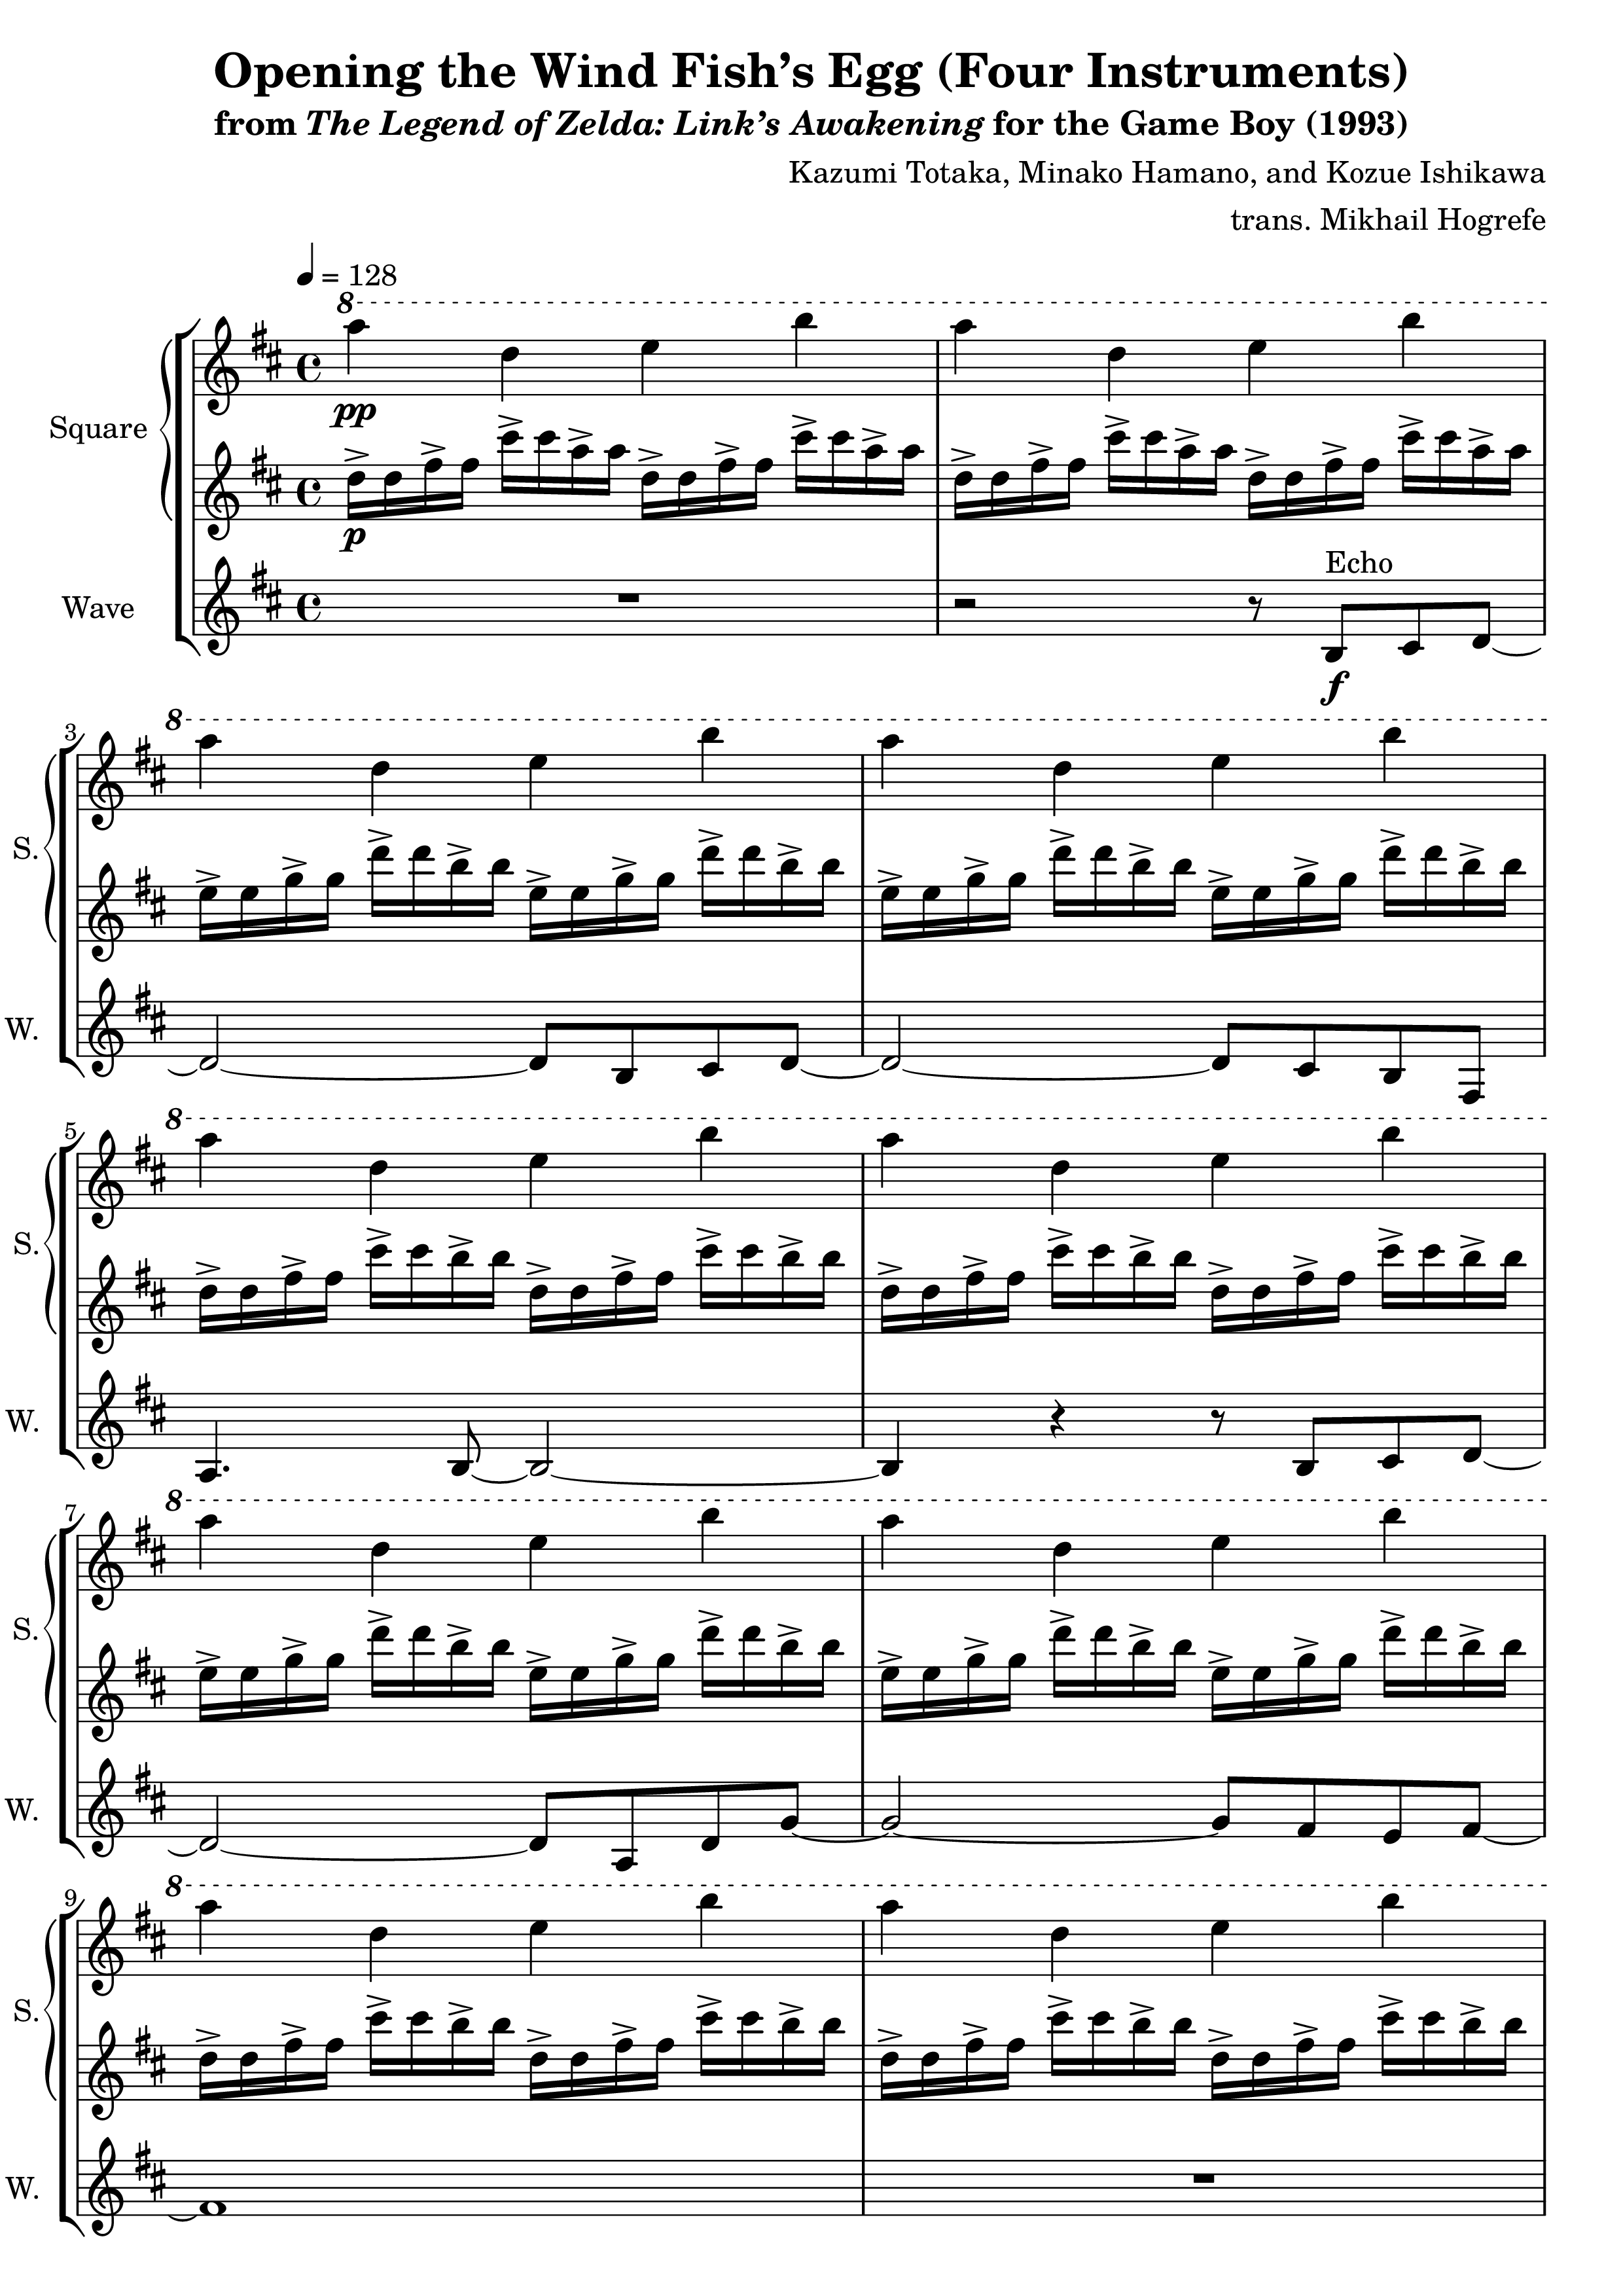 Opening the Wind Fish’s Egg (Four Instruments)
from The Legend of Zelda: Link’s Awakening for the Game Boy (1993)
Kazumi Totaka, Minako Hamano, and Kozue Ishikawa
trans. Mikhail Hogrefe
= 128
8
Square
pp
p
Echo
Wave
f
8
3
S.
W.
8
5
S.
W.
8
7
S.
W.
8
9
S.
W.